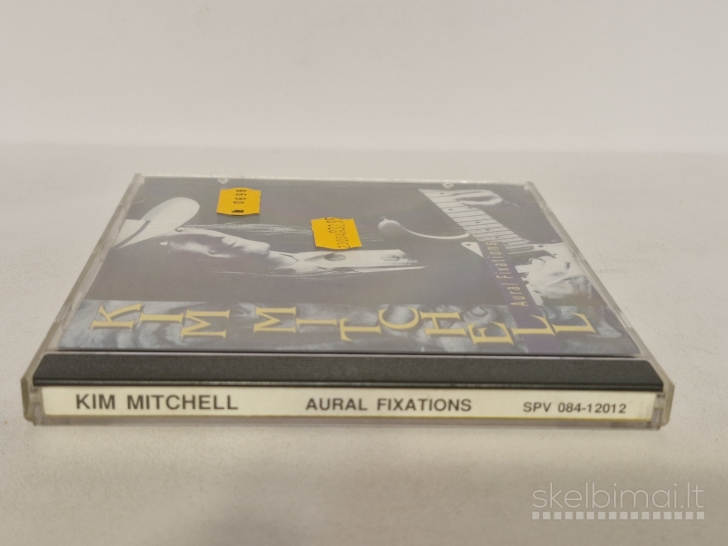 KIM MITCHELL
Aural Fixations
KIM MITCHELL AURAL FIXATIONS SPV 084-12012
skelbimai.lt